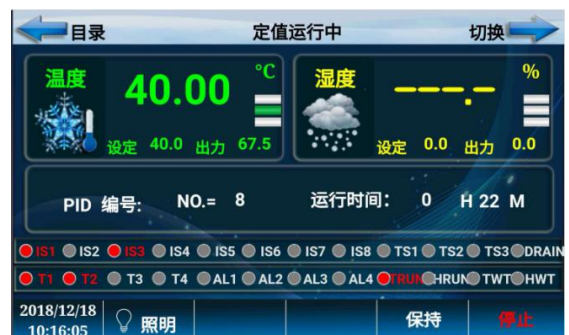 目录 定值运行中 切换
温度 40.00 ℃ 湿度 ---.- %
设定 40.0 出力 67.5 设定 0.0 出力 0.0
PID 编号: NO.= 8 运行时间: 0 H 22 M
IS1 IS2 IS3 IS4 IS5 IS6 IS7 IS8 TS1 TS2 TS3 DRAIN
T1 T2 T3 T4 AL1 AL2 AL3 AL4 TRUN HRUN TWT HWT
2018/12/18 照明 保持 停止
10:16:05